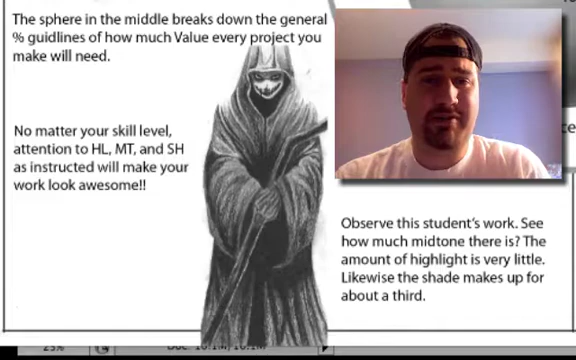 The sphere in the middle breaks down the general
% guidlines of how much Value every project you
make will need.
No matter your skill level,
attention to HL, MT, and SH
as instructed will make your
work look awesome!!
Observe this student's work. See
how much midtone there is? The
amount of highlight is very little.
Likewise the shade makes up for
about a third.